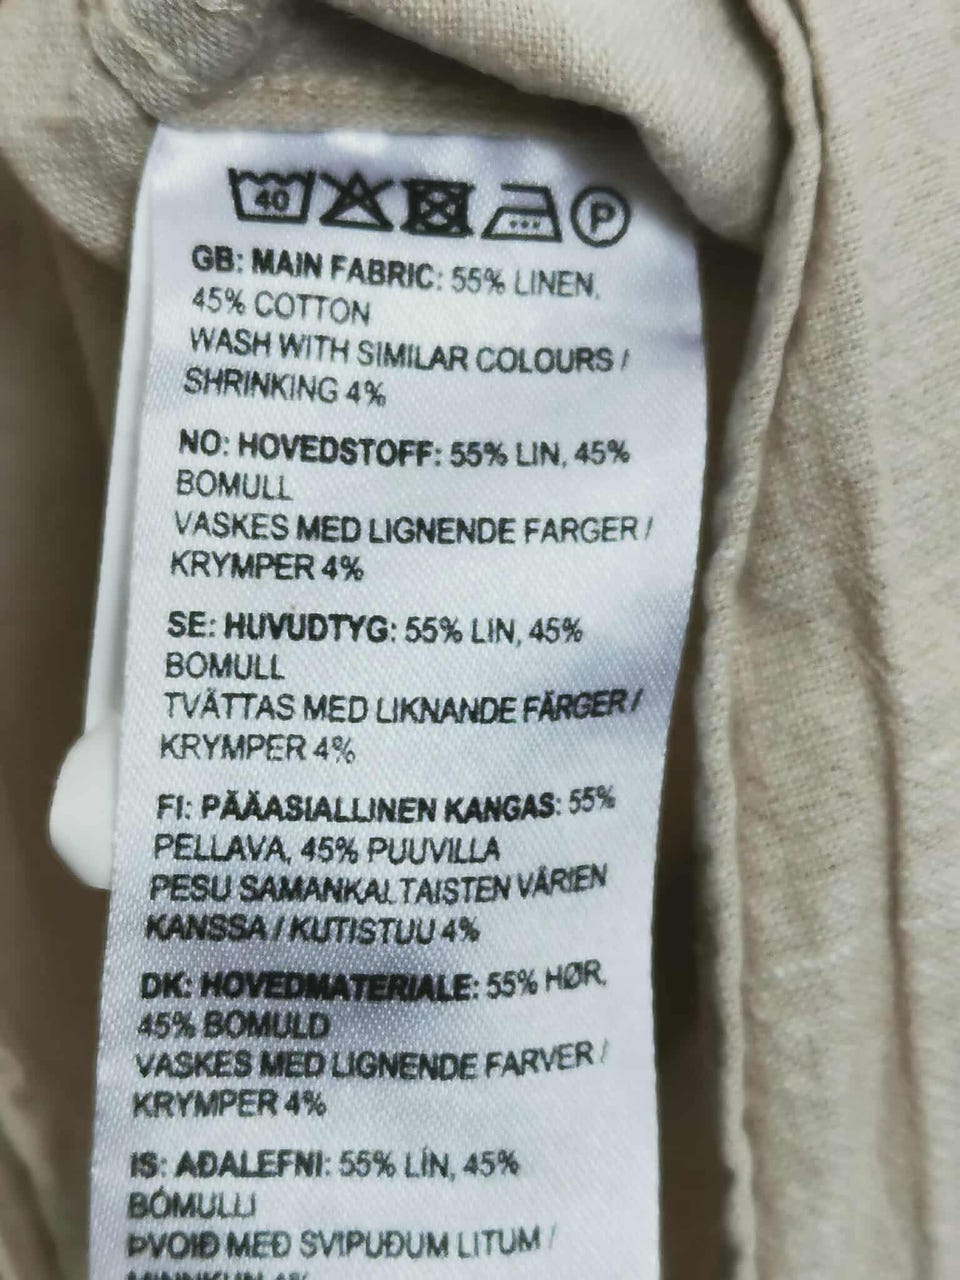 40 P
GB: MAIN FABRIC: 55% LINEN,
45% COTTON
WASH WITH SIMILAR COLOURS /
SHRINKING 4%
NO: HOVEDSTOFF: 55% LIN, 45%
BOMULL
VASKES MED LIGNENDE FARGER /
KRYMPER 4%
SE: HUVUDTYG: 55% LIN, 45%
BOMULL
TVÄTTAS MED LIKNANDE FÄRGER /
KRYMPER 4%
FI: PÄÄASIALLINEN KANGAS: 55%
PELLAVA, 45% PUUVILLA
PESU SAMANKALTAISTEN VÄRIEN
KANSSA / KUTISTUU 4%
DK: HOVEDMATERIALE: 55% HØR,
45% BOMULD
VASKES MED LIGNENDE FARVER /
KRYMPER 4%
IS: AÐALEFNI: 55% LÍN, 45%
BÓMULLI
ÞVOIÐ MEÐ SVIPUÐUM LITUM /